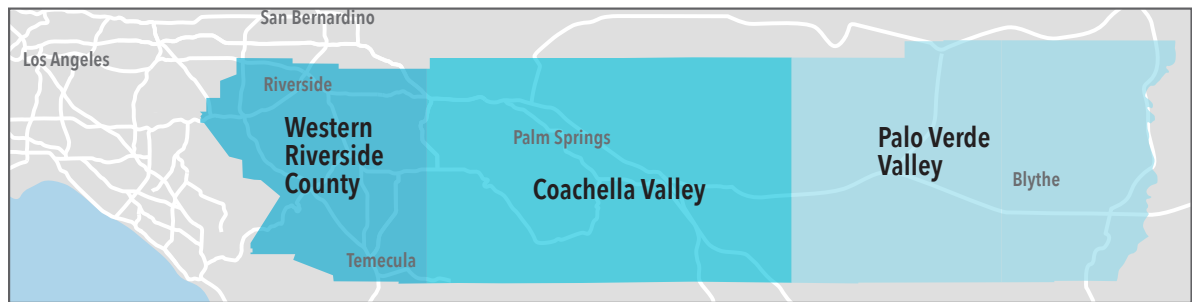 San Bernardino
Los Angeles
Riverside
Western
Riverside
County
Palm Springs
Coachella Valley
Palo Verde
Valley
Blythe
Temecula